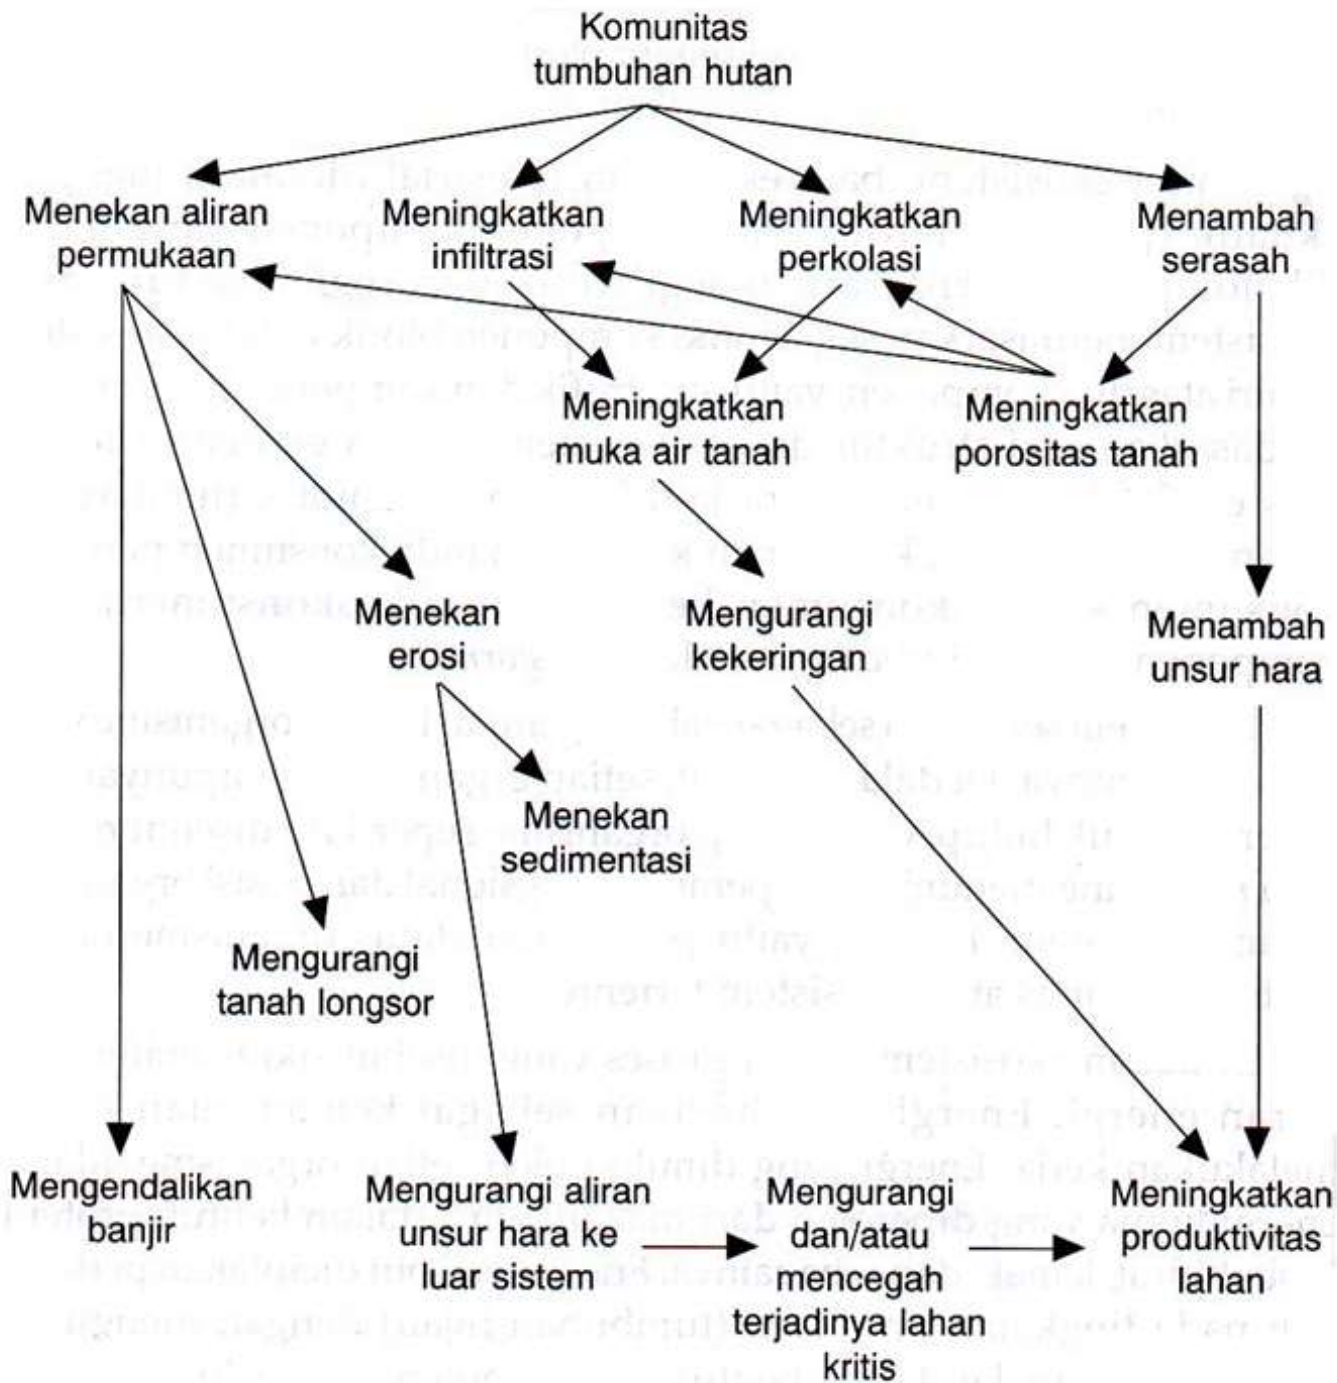 Komunitas
tumbuhan hutan
Menekan aliran
permukaan
Meningkatkan
infiltrasi
Meningkatkan
perkolasi
Menambah
serasah
Meningkatkan
muka air tanah
Meningkatkan
porositas tanah
Menekan
erosi
Mengurangi
kekeringan
Menambah
unsur hara
Menekan
sedimentasi
Mengurangi
tanah longsor
Mengendalikan
banjir
Mengurangi aliran
unsur hara ke
luar sistem
Mengurangi
dan/atau
mencegah
terjadinya lahan
kritis
Meningkatkan
produktivitas
lahan